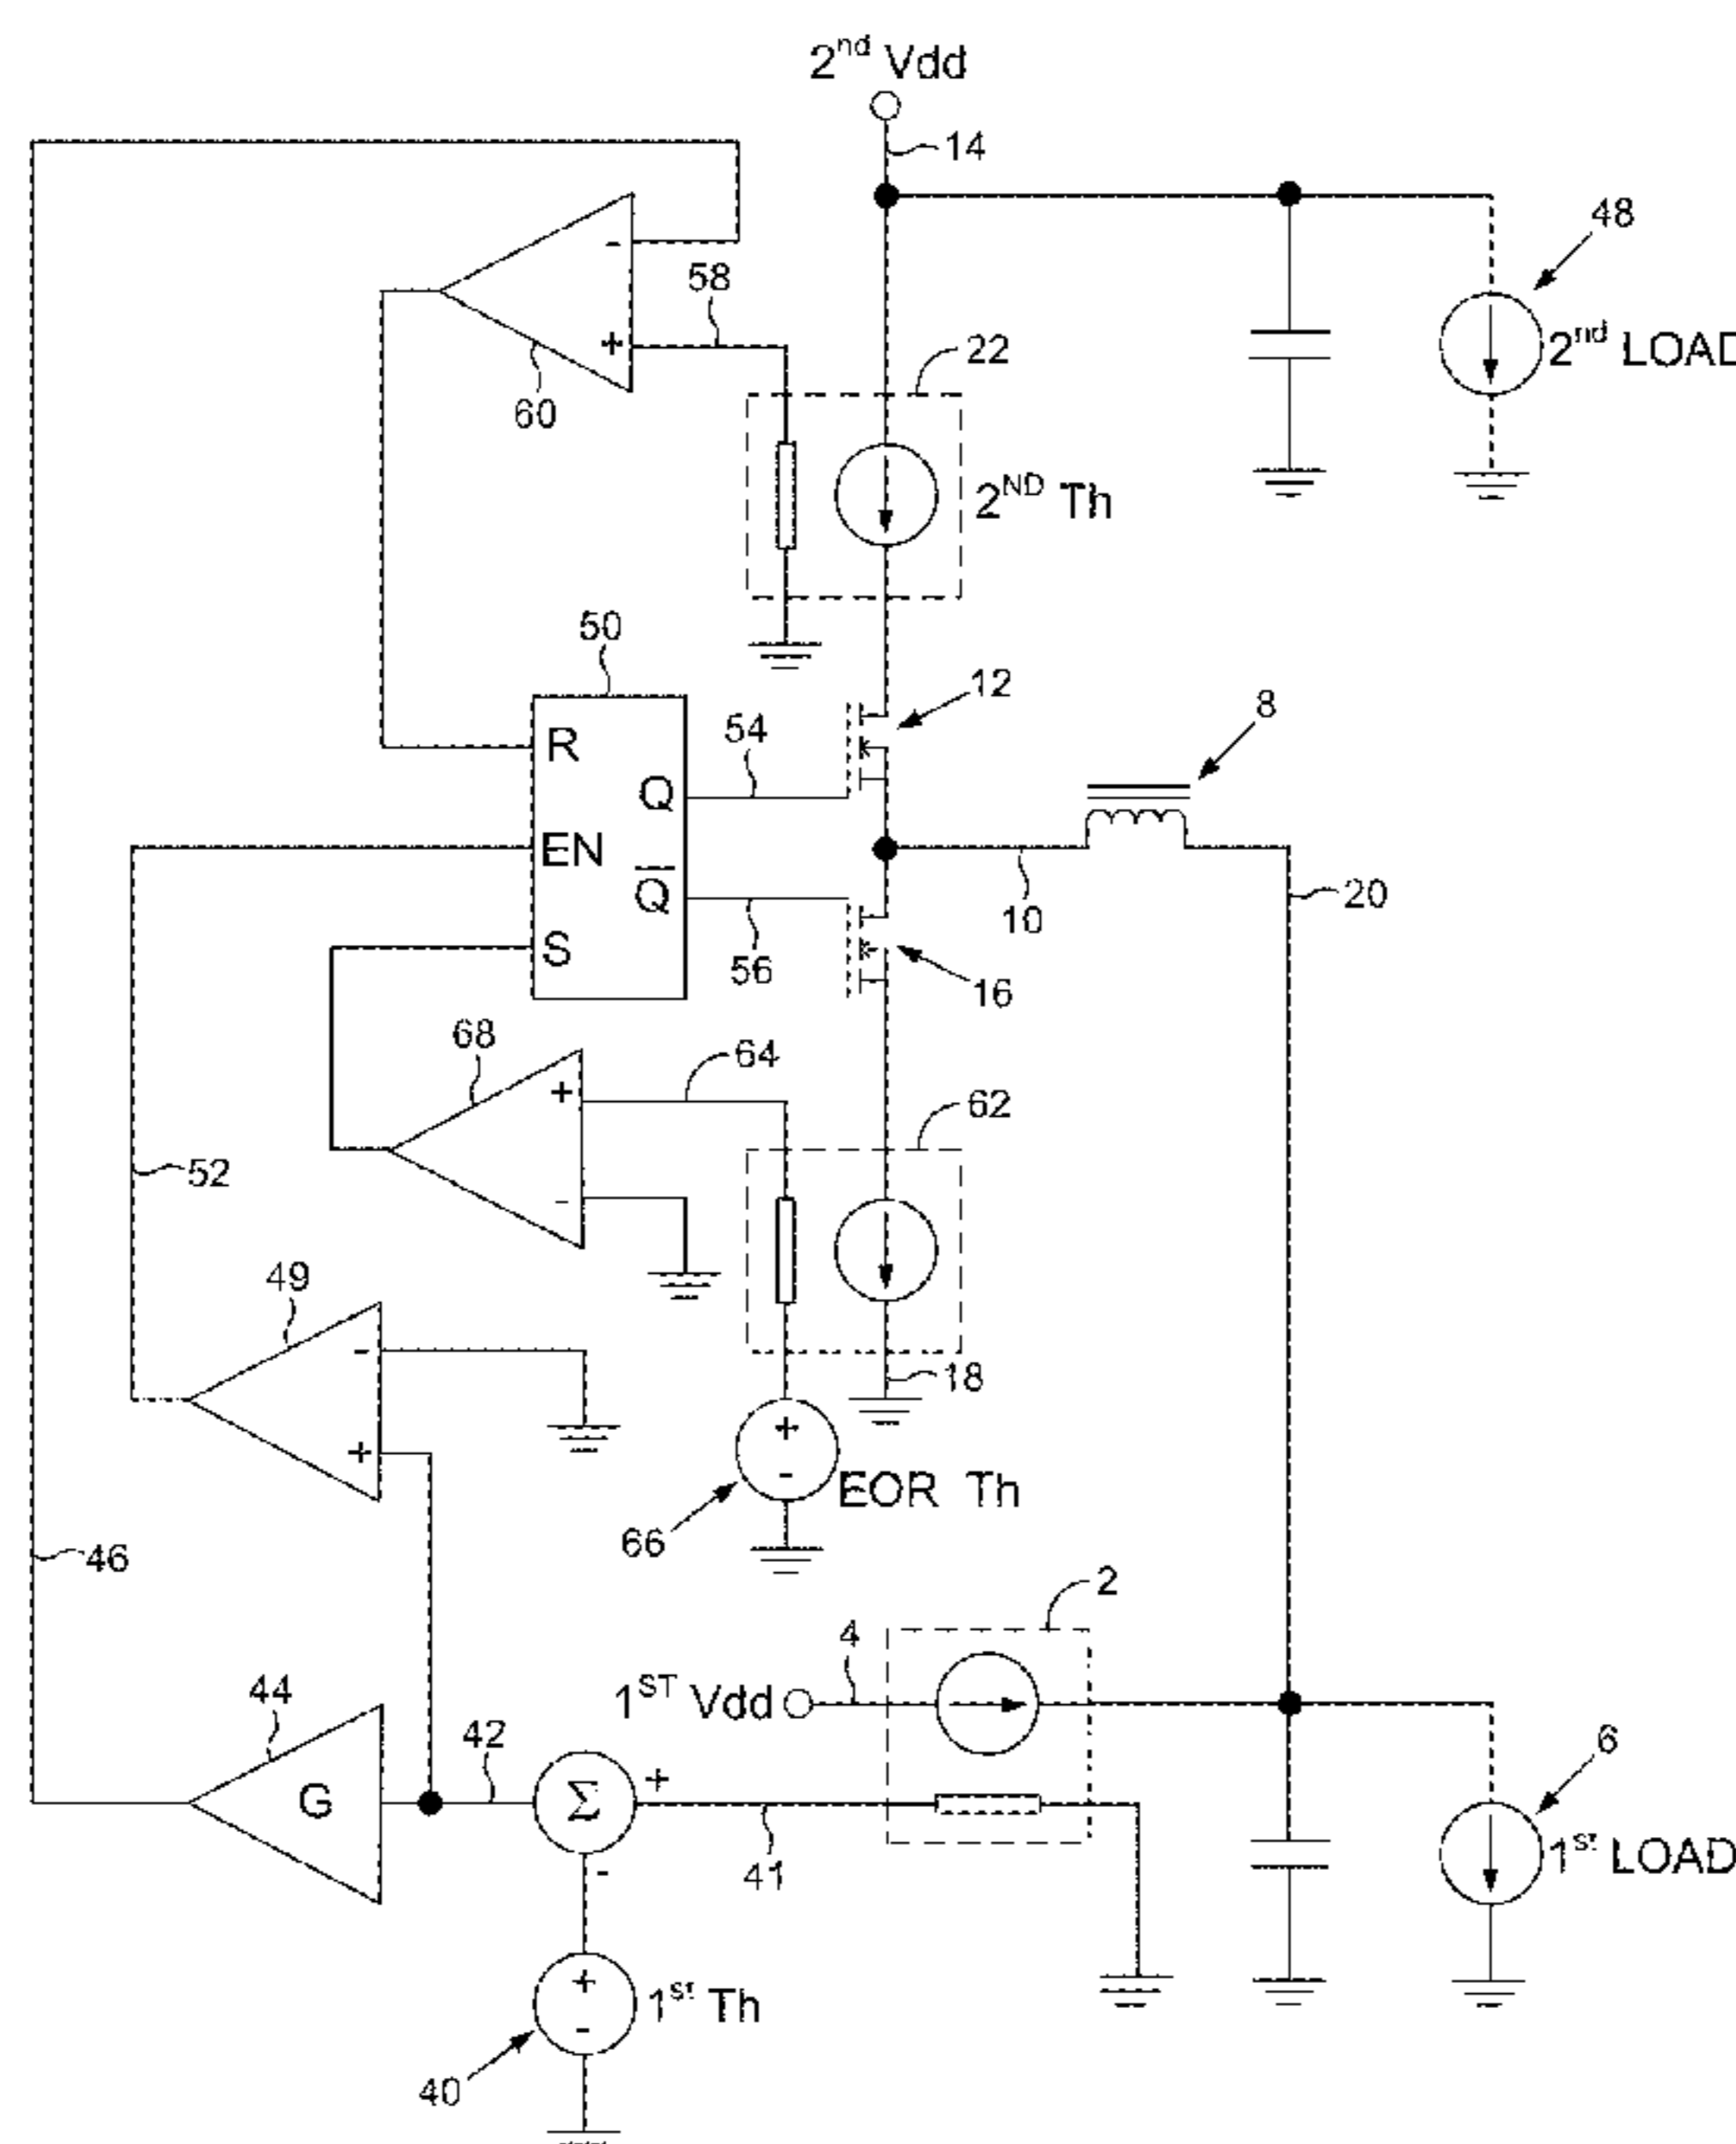 2nd Vdd
14
48
-
58
+
22
2nd LOAD
60
2ND Th
50
12
8
R
54
Q
EN
Q
10
20
S
56
16
68
64
+
62
52
-
49
-
18
+
+
EOR Th
-
66
46
2
4
44
1ST Vdd
42
6
+
G
Σ
41
1st LOAD
-
+
1st Th
-
40